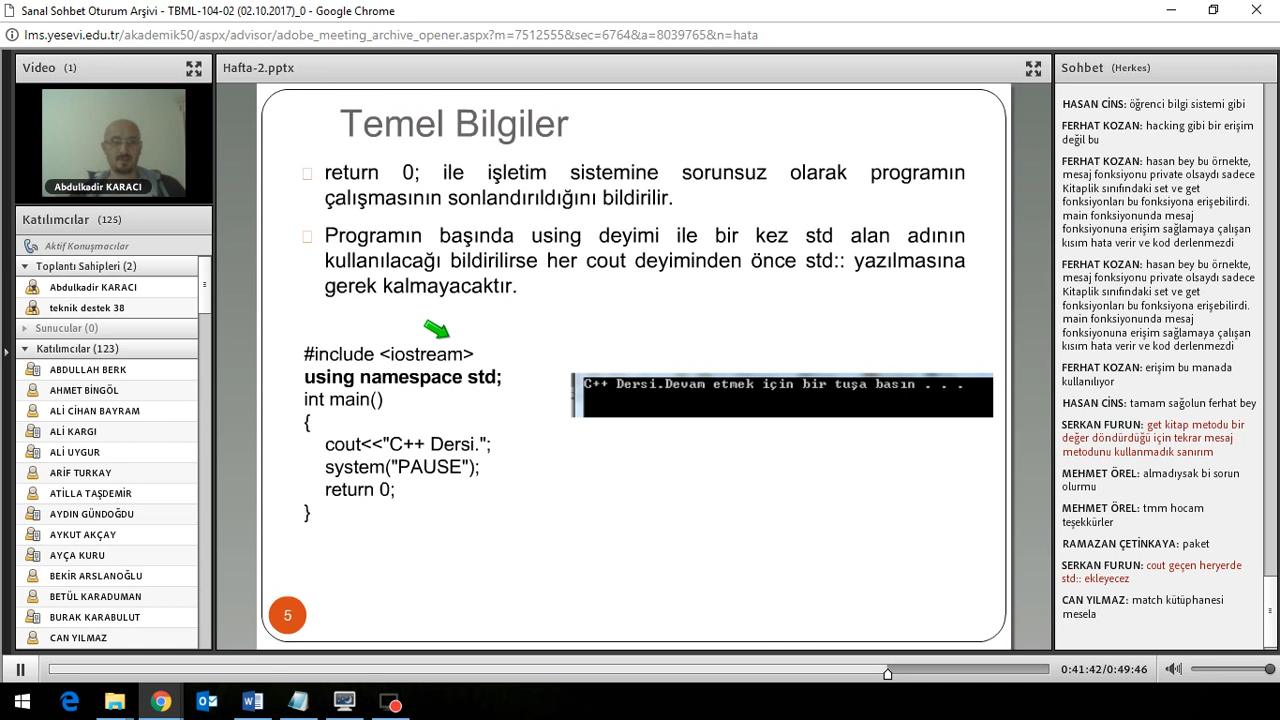 Sanal Sohbet Oturum Arşivi - TBML-104-02 (02.10.2017)_0 - Google Chrome
lms.yesevi.edu.tr/akademik50/aspx/advisor/adobe_meeting_archive_opener.aspx?m=7512555&sec=6764&a=8039765&n=hata
Video (1)
Abdulkadir KARACI
Katılımcılar (125)
Aktif Konuşmacılar
Toplantı Sahipleri (2)
Abdulkadir KARACI
teknik destek 38
Sunucular (0)
Katılımcılar (123)
ABDULLAH BERK
AHMET BİNGÖL
ALİ CİHAN BAYRAM
ALİ KARGI
ALİ UYGUR
ARİF TURKAY
ATİLLA TAŞDEMİR
AYDIN GÜNDOĞDU
AYKUT AKÇAY
AYÇA KURU
BEKİR ARSLANOĞLU
BETÜL KARADUMAN
BURAK KARABULUT
CAN YILMAZ
Hafta-2.pptx
Temel Bilgiler
return 0; ile işletim sistemine sorunsuz olarak programın
çalışmasının sonlandırıldığını bildirilir.
Programın başında using deyimi ile bir kez std alan adının
kullanılacağı bildirilirse her cout deyiminden önce std:: yazılmasına
gerek kalmayacaktır.
#include <iostream>
using namespace std;
int main()
{
cout<<"C++ Dersi.";
system("PAUSE");
return 0;
}
C++ Dersi.Devam etmek için bir tuşa basın . . .
5
Sohbet (Herkes)
HASAN CİNS: öğrenci bilgi sistemi gibi
FERHAT KOZAN: hacking gibi bir erişim
değil bu
FERHAT KOZAN: hasan bey bu örnekte,
mesaj fonksiyonu private olsaydı sadece
Kitaplik sınıfındaki set ve get
fonksiyonları bu fonksiyona erişebilirdi.
main fonksiyonunda mesaj
fonksiyonuna erişim sağlamaya çalışan
kısım hata verir ve kod derlenmezdi
FERHAT KOZAN: hasan bey bu örnekte,
mesaj fonksiyonu private olsaydı sadece
Kitaplik sınıfındaki set ve get
fonksiyonları bu fonksiyona erişebilirdi.
main fonksiyonunda mesaj
fonksiyonuna erişim sağlamaya çalışan
kısım hata verir ve kod derlenmezdi
FERHAT KOZAN: erişim bu manada
kullanılıyor
HASAN CİNS: tamam sağolun ferhat bey
SERKAN FURUN: get kitap metodu bir
değer döndürdüğü için tekrar mesaj
metodunu kullanmadık sanırım
MEHMET ÖREL: almadıysak bi sorun
olurmu
MEHMET ÖREL: tmm hocam
teşekkürler
RAMAZAN ÇETİNKAYA: paket
SERKAN FURUN: cout geçen heryerde
std:: ekleyecez
CAN YILMAZ: match kütüphanesi
mesela
0:41:42/0:49:46